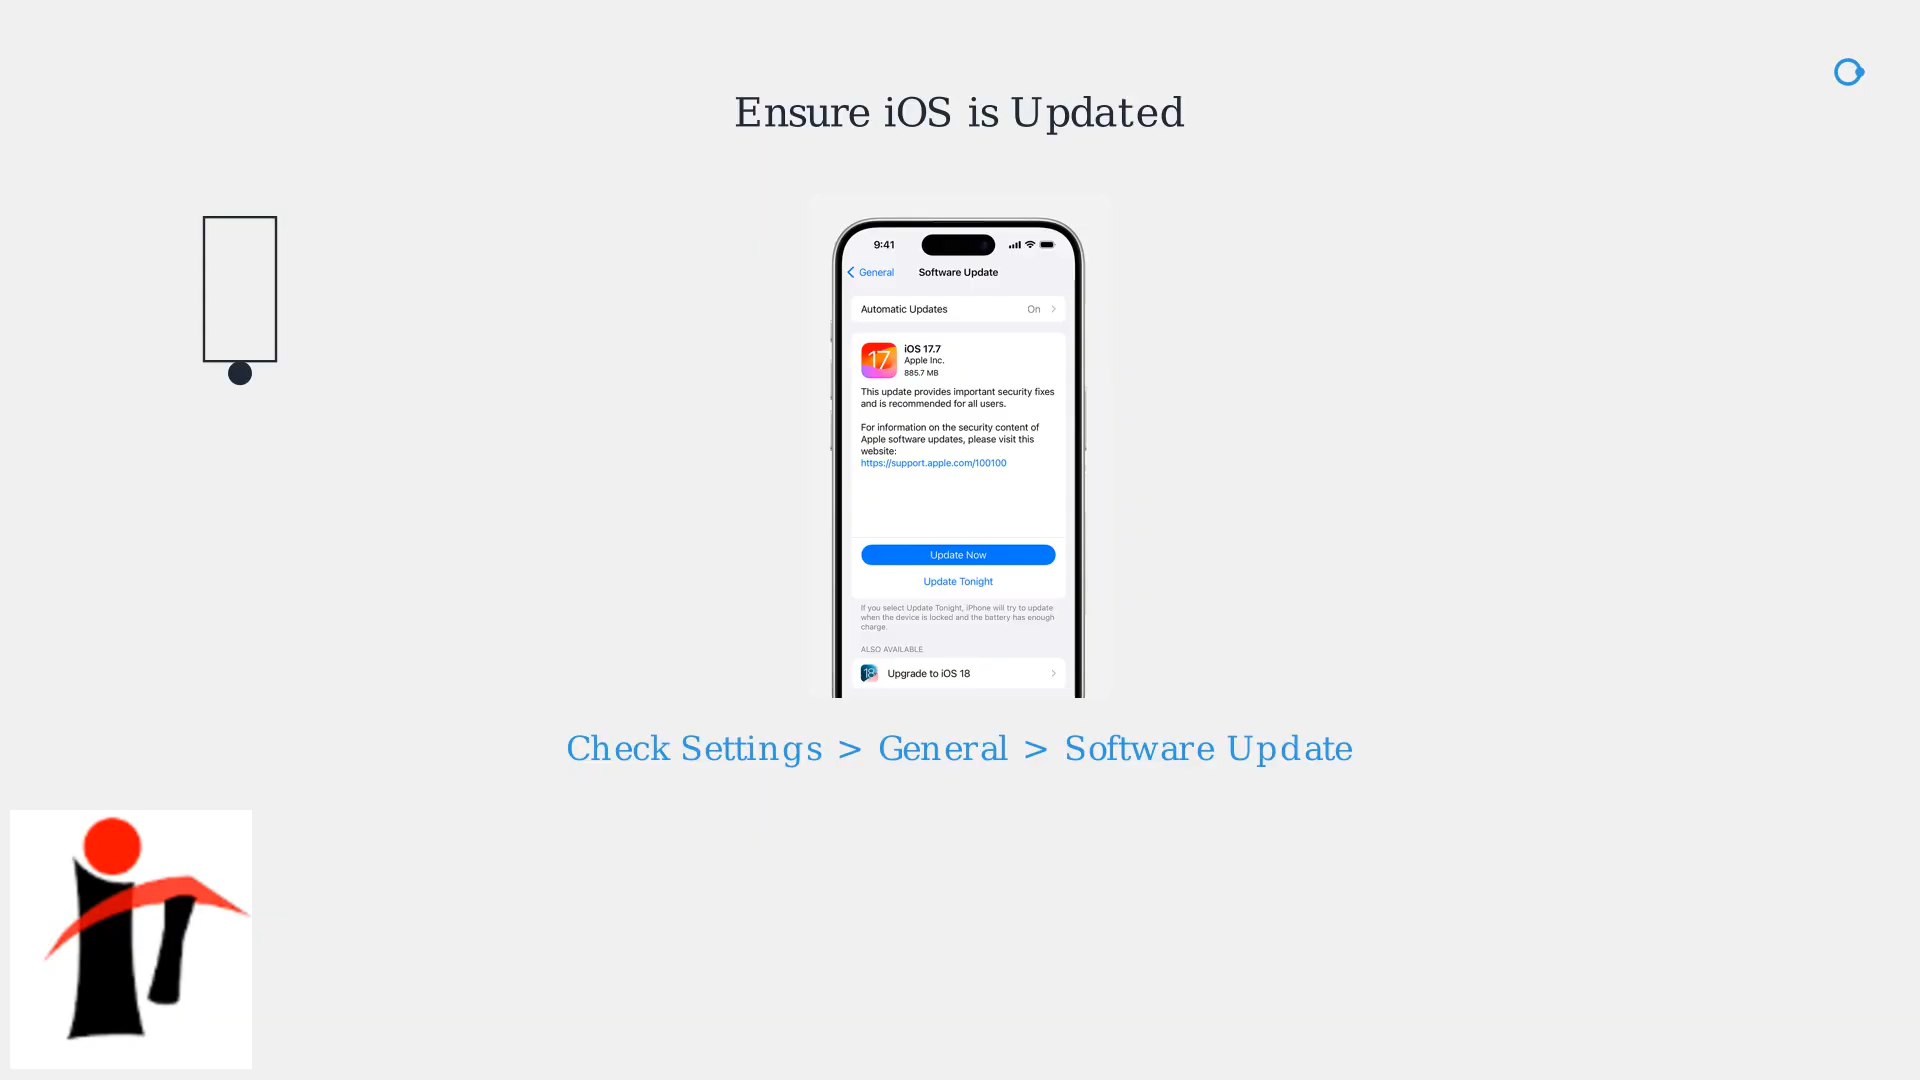 Ensure iOS is Updated
9:41
General
Software Update
Automatic Updates
On
17
iOS 17.7
Apple Inc.
885.7 MB
This update provides important security fixes
and is recommended for all users.
For information on the security content of
Apple software updates, please visit this
website:
https://support.apple.com/100100
Update Now
Update Tonight
If you select Update Tonight, iPhone will try to update
when the device is locked and the battery has enough
charge.
ALSO AVAILABLE
18
Upgrade to iOS 18
Check Settings > General > Software Update